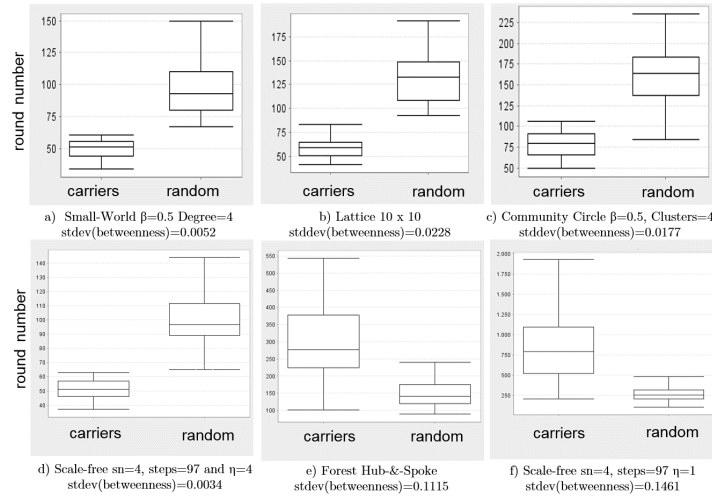 150
100
50
round number
carriers random
a) Small-World β=0.5 Degree=4
stdev(betweenness)=0.0052
175
150
125
100
75
50
carriers random
b) Lattice 10 x 10
stddev(betweenness)=0.0228
225
200
175
150
125
100
75
50
carriers random
c) Community Circle β=0.5, Clusters=4
stddev(betweenness)=0.0177
140
130
120
110
100
90
80
70
60
50
40
round number
carriers random
d) Scale-free sn=4, steps=97 and η=4
stdev(betweenness)=0.0034
550
500
450
400
350
300
250
200
150
100
carriers random
e) Forest Hub-&-Spoke
stdev(betweenness)=0.1115
2.000
1.750
1.500
1.250
1.000
750
500
250
carriers random
f) Scale-free sn=4, steps=97 η=1
stdev(betweenness)=0.1461